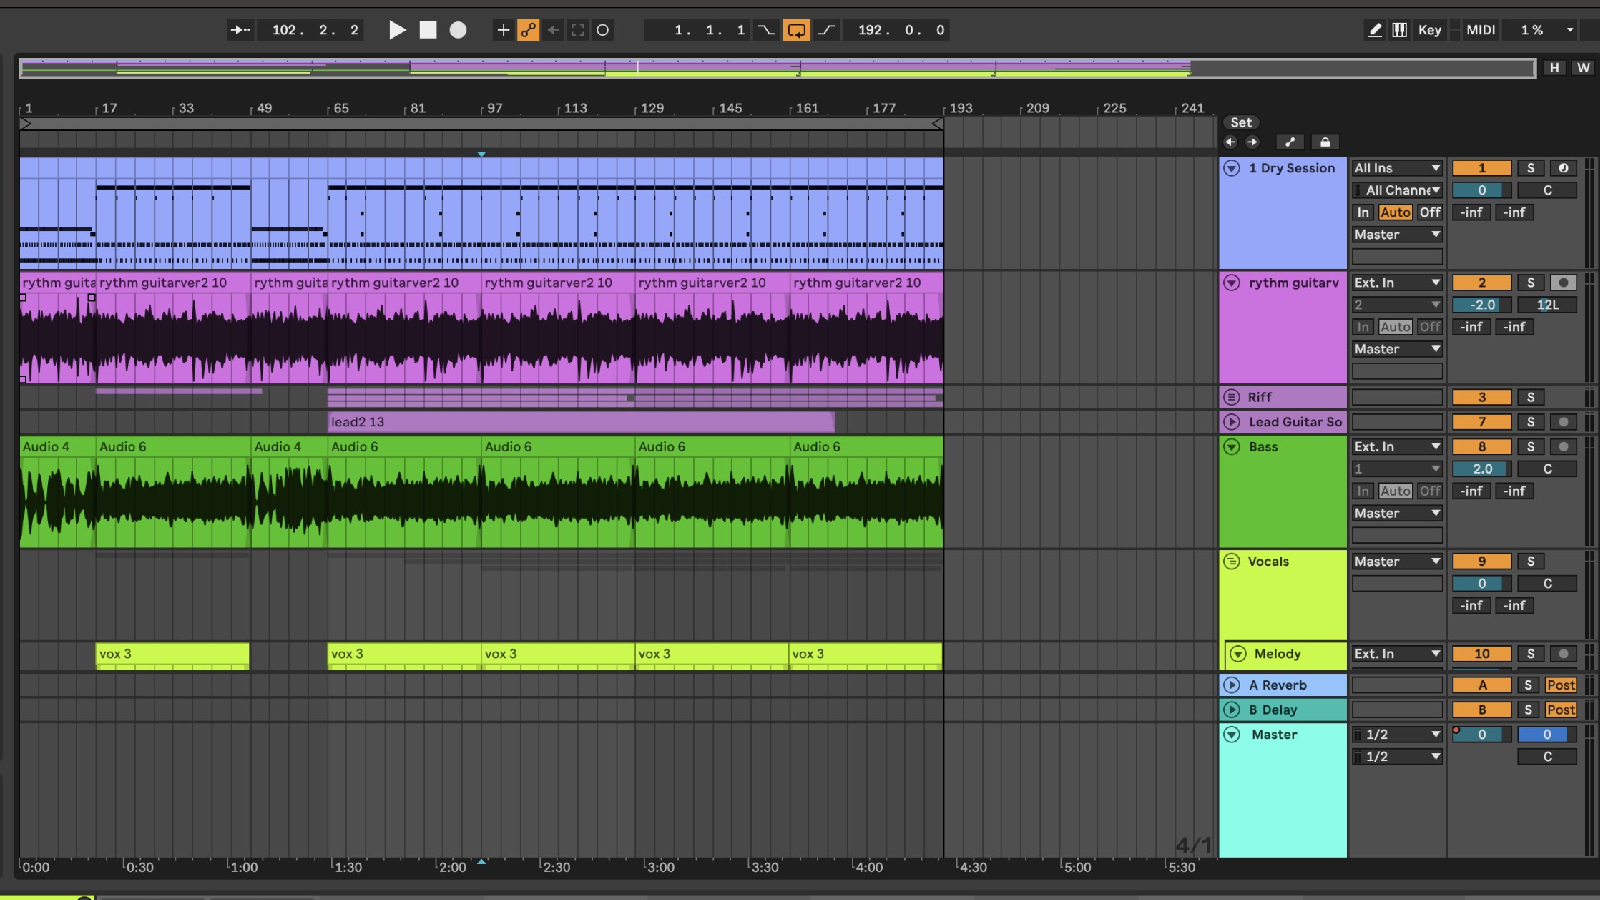 102. 2. 2 1. 1. 1 192. 0. 0 Key MIDI 1 %
H W
1 17 33 49 65 81 97 113 129 145 161 177 193 209 225 241
Set
1 Dry Session All Ins 1 S
All Channe 0 C
In Auto Off -inf -inf
Master
rythm guita rythm guitarver2 10 rythm guita rythm guitarver2 10 rythm guitarver2 10 rythm guitarver2 10 rythm guitarver2 10 rythm guitarv Ext. In 2 S
2 -2.0 12L
In Auto Off -inf -inf
Master
Riff 3 S
lead2 13 Lead Guitar So 7 S
Audio 4 Audio 6 Audio 4 Audio 6 Audio 6 Audio 6 Audio 6 Bass Ext. In 8 S
1 2.0 C
In Auto Off -inf -inf
Master
Vocals Master 9 S
0 C
-inf -inf
vox 3 vox 3 vox 3 vox 3 vox 3 Melody Ext. In 10 S
A Reverb A S Post
B Delay B S Post
Master 1/2 0 0
1/2 C
4/1
0:00 0:30 1:00 1:30 2:00 2:30 3:00 3:30 4:00 4:30 5:00 5:30